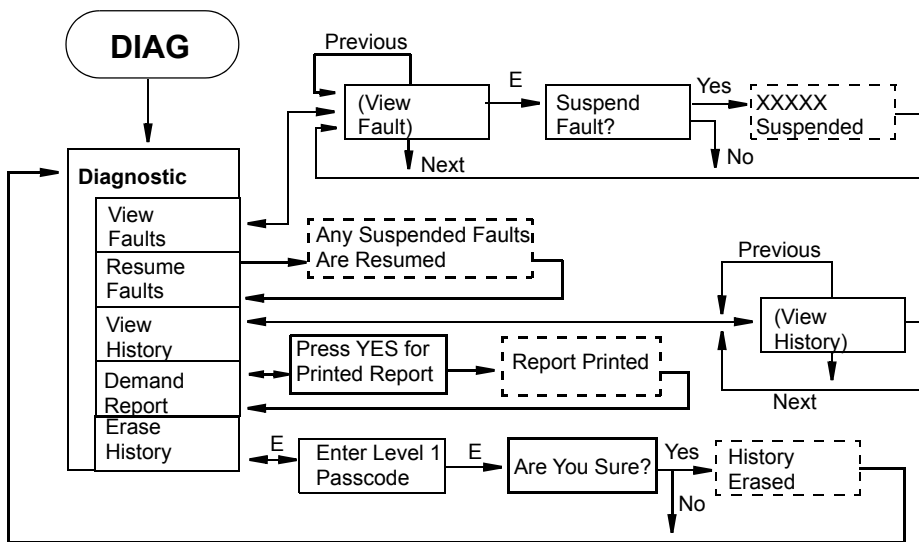 DIAG
Previous
(View
Fault)
E
Suspend
Fault?
Yes
XXXXX
Suspended
No
Next
Diagnostic
View
Faults
Resume
Faults
View
History
Demand
Report
Erase
History
Any Suspended Faults
Are Resumed
Previous
(View
History)
Next
Press YES for
Printed Report
Report Printed
E
Enter Level 1
Passcode
E
Are You Sure?
Yes
No
History
Erased